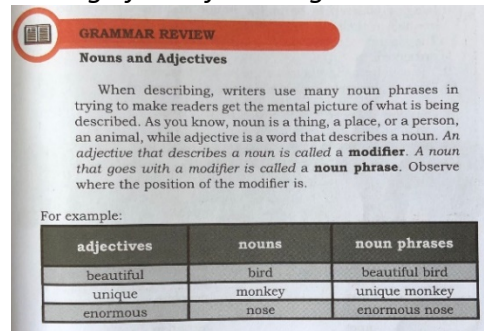 GRAMMAR REVIEW
Nouns and Adjectives
When describing, writers use many noun phrases in
trying to make readers get the mental picture of what is being
described. As you know, noun is a thing, a place, or a person,
an animal, while adjective is a word that describes a noun. An
adjective that describes a noun is called a modifier. A noun
that goes with a modifier is called a noun phrase. Observe
where the position of the modifier is.
For example:
adjectives nouns noun phrases
beautiful bird beautiful bird
unique monkey unique monkey
enormous nose enormous nose